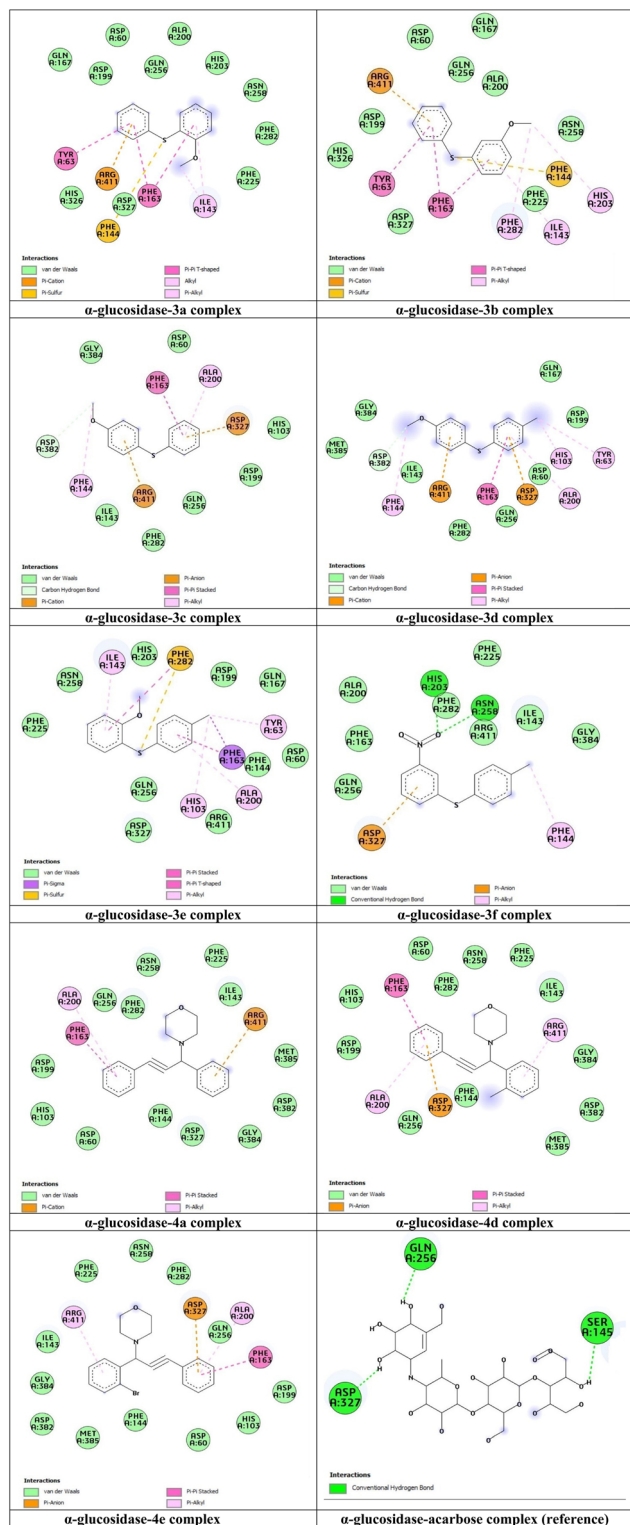 ASP A:60
ALA A:200
GLN A:167
ASP A:199
GLN A:256
HIS A:203
ASN A:258
PHE A:282
TYR A:63
ARG A:411
PHE A:225
HIS A:326
ASP A:327
PHE A:163
ILE A:143
PHE A:144
S
O
Interactions
van der Waals
Pi-Cation
Pi-Sulfur
Pi-Pi T-shaped
Alkyl
Pi-Alkyl
α-glucosidase-3a complex
GLN A:167
ASP A:60
GLN A:256
ALA A:200
ARG A:411
ASP A:199
ASN A:258
HIS A:326
TYR A:63
PHE A:144
PHE A:163
PHE A:225
HIS A:203
ASP A:327
PHE A:282
ILE A:143
O
S
Interactions
van der Waals
Pi-Cation
Pi-Sulfur
Pi-Pi T-shaped
Alkyl
Pi-Alkyl
α-glucosidase-3b complex
ASP A:60
GLY A:384
ALA A:200
PHE A:163
ASP A:327
HIS A:103
ASP A:382
ASP A:199
PHE A:144
ARG A:411
GLN A:256
ILE A:143
PHE A:282
O
S
Interactions
van der Waals
Carbon Hydrogen Bond
Pi-Cation
Pi-Anion
Pi-Pi Stacked
Pi-Alkyl
α-glucosidase-3c complex
GLN A:167
GLY A:384
ASP A:199
MET A:385
ASP A:382
ILE A:143
HIS A:103
TYR A:63
ASP A:60
PHE A:144
ARG A:411
PHE A:163
ASP A:327
ALA A:200
GLN A:256
PHE A:282
O
S
Interactions
van der Waals
Carbon Hydrogen Bond
Pi-Cation
Pi-Anion
Pi-Pi Stacked
Pi-Alkyl
α-glucosidase-3d complex
ILE A:143
HIS A:203
PHE A:282
ASN A:258
ASP A:199
GLN A:167
PHE A:225
TYR A:63
PHE A:163
PHE A:144
ASP A:60
GLN A:256
HIS A:103
ALA A:200
ASP A:327
ARG A:411
O
S
Interactions
van der Waals
Pi-Sigma
Pi-Sulfur
Pi-Pi Stacked
Pi-Pi T-shaped
Pi-Alkyl
α-glucosidase-3e complex
PHE A:225
HIS A:203
ALA A:200
PHE A:282
ASN A:258
ILE A:143
PHE A:163
ARG A:411
GLY A:384
GLN A:256
ASP A:327
PHE A:144
O
N
O
S
Interactions
van der Waals
Conventional Hydrogen Bond
Pi-Anion
Pi-Alkyl
α-glucosidase-3f complex
ASN A:258
PHE A:225
ALA A:200
GLN A:256
PHE A:282
ILE A:143
ARG A:411
PHE A:163
MET A:385
ASP A:199
ASP A:382
HIS A:103
PHE A:144
ASP A:327
GLY A:384
ASP A:60
O
N
Interactions
van der Waals
Pi-Cation
Pi-Pi Stacked
Pi-Alkyl
α-glucosidase-4a complex
ASP A:60
ASN A:258
PHE A:225
PHE A:163
PHE A:282
HIS A:103
ILE A:143
ARG A:411
ASP A:199
GLY A:384
ALA A:200
ASP A:327
PHE A:144
ASP A:382
GLN A:256
MET A:385
O
N
Interactions
van der Waals
Pi-Anion
Pi-Pi Stacked
Pi-Alkyl
α-glucosidase-4d complex
ASN A:258
PHE A:225
PHE A:282
ARG A:411
ASP A:327
ALA A:200
GLN A:256
ILE A:143
PHE A:163
GLY A:384
ASP A:199
ASP A:382
MET A:385
PHE A:144
HIS A:103
ASP A:60
O
N
Br
Interactions
van der Waals
Pi-Anion
Pi-Pi Stacked
Pi-Alkyl
α-glucosidase-4e complex
GLN A:256
SER A:145
ASP A:327
Interactions
Conventional Hydrogen Bond
α-glucosidase-acarbose complex (reference)